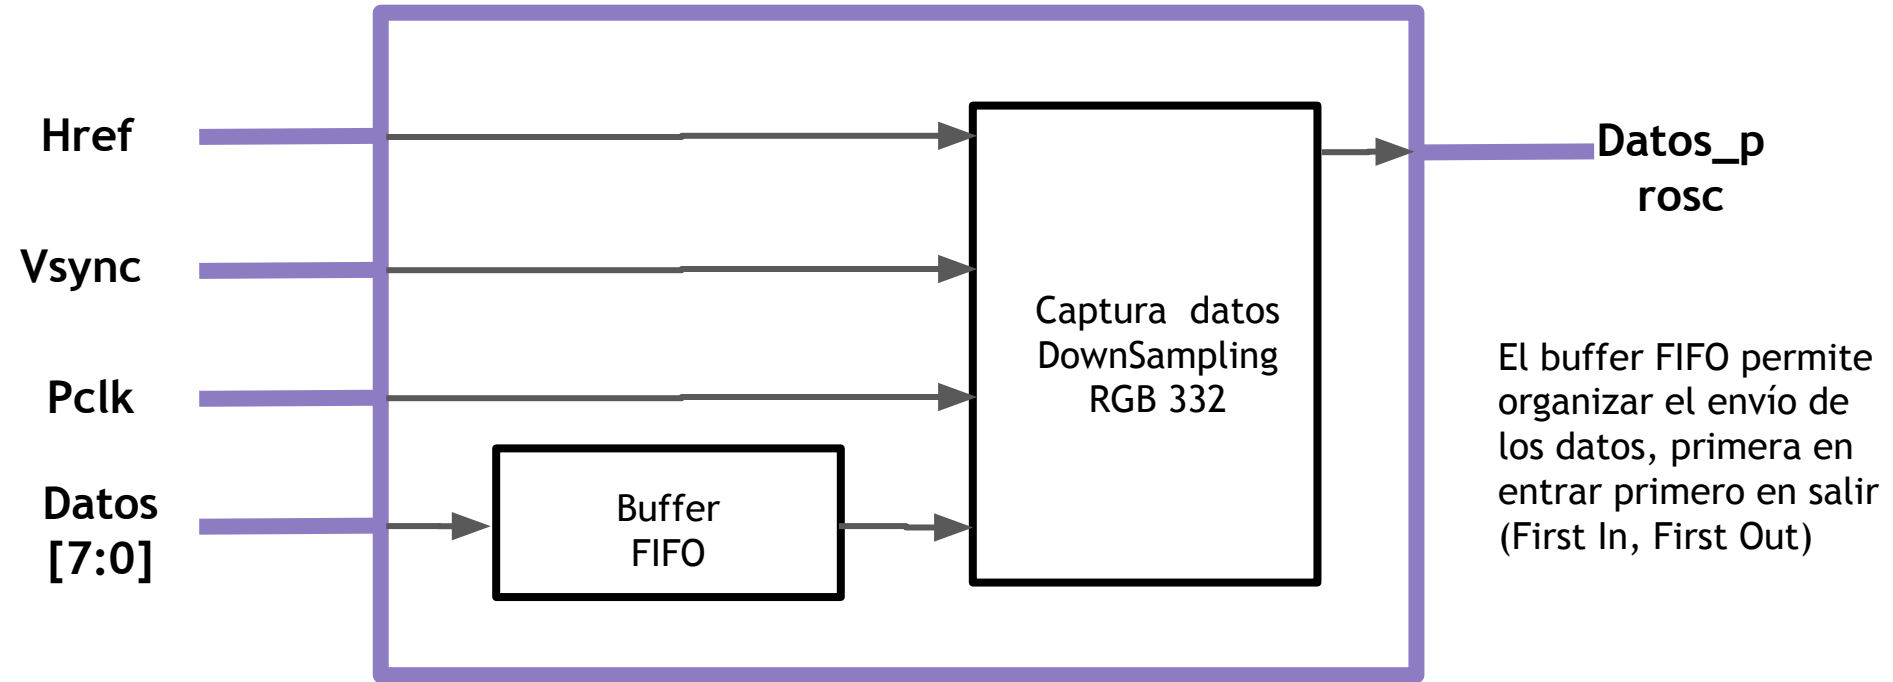 Href
Vsync
Pclk
Datos
[7:0]
Buffer
FIFO
Captura datos
DownSampling
RGB 332
Datos_p
rosc
El buffer FIFO permite
organizar el envío de
los datos, primera en
entrar primero en salir
(First In, First Out)